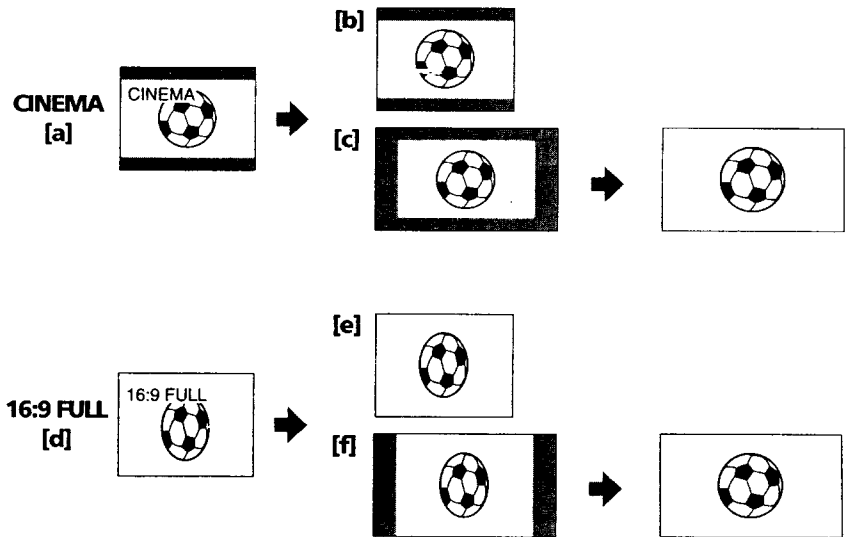 [b]
CINEMA
[a]
CINEMA
[c]
[e]
16:9 FULL
[d]
16:9 FULL
[f]